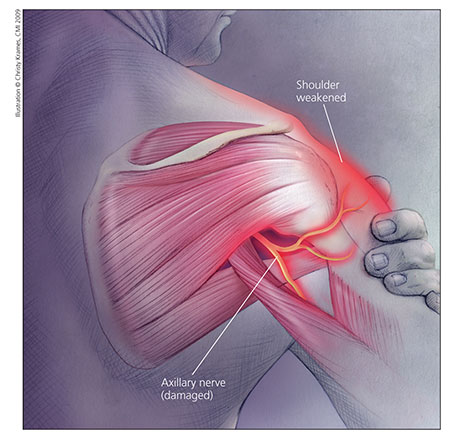 Illustration © Christy Krames, CMI 2009
Shoulder
weakened
Axillary nerve
(damaged)